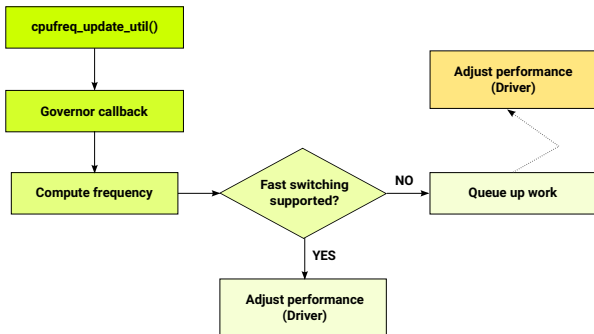 cpufreq_update_util()
Governor callback
Compute frequency
Fast switching
supported?
NO
Queue up work
Adjust performance
(Driver)
YES
Adjust performance
(Driver)